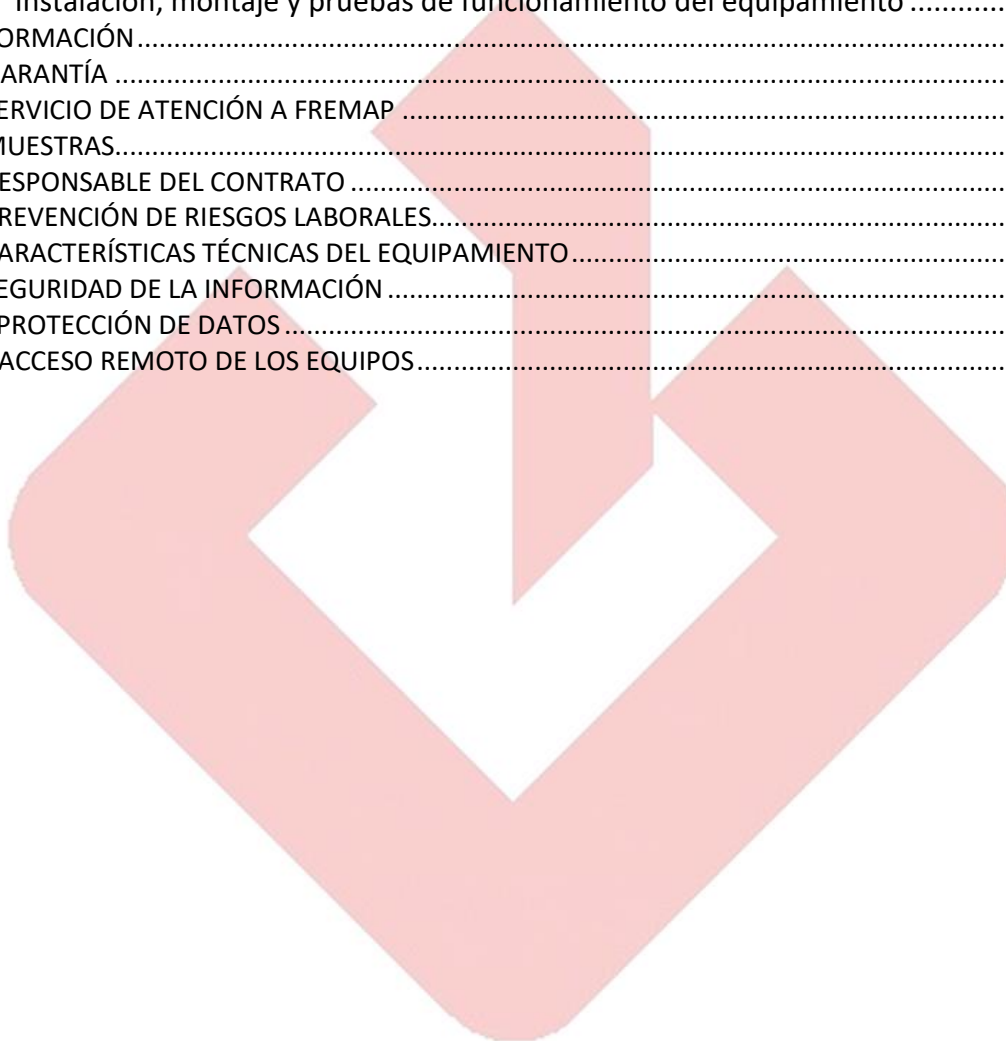 Instalación, montaje y pruebas de funcionamiento del equipamiento ............
ORMACIÓN ............
ARANTÍA ............
ERVICIO DE ATENCIÓN A FREMAP ............
MUESTRAS ............
ESPONSABLE DEL CONTRATO ............
REVENCIÓN DE RIESGOS LABORALES ............
ARACTERÍSTICAS TÉCNICAS DEL EQUIPAMIENTO ............
EGURIDAD DE LA INFORMACIÓN ............
PROTECCIÓN DE DATOS ............
ACCESO REMOTO DE LOS EQUIPOS ............